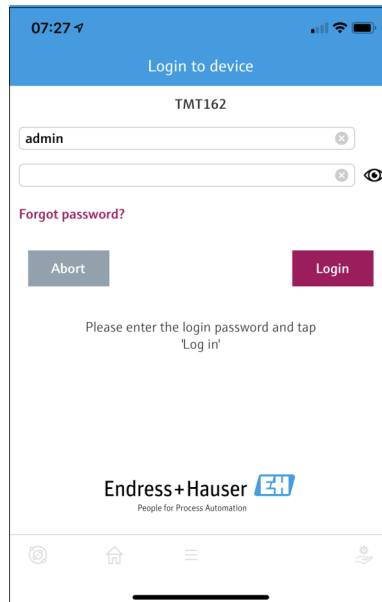 07:27
Login to device
TMT162
admin
Forgot password?
Abort
Login
Please enter the login password and tap
'Log in'
Endress+Hauser EH
People for Process Automation